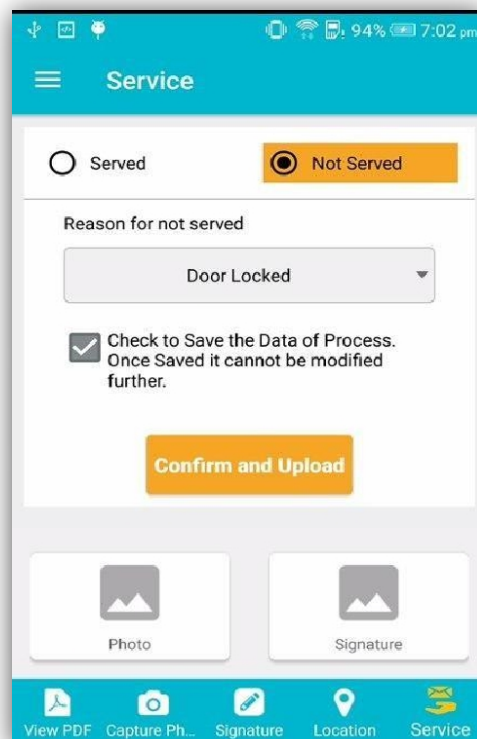 94% 7:02 pm
Service
Served
Not Served
Reason for not served
Door Locked
Check to Save the Data of Process.
Once Saved it cannot be modified
further.
Confirm and Upload
Photo
Signature
View PDF
Capture Ph...
Signature
Location
Service